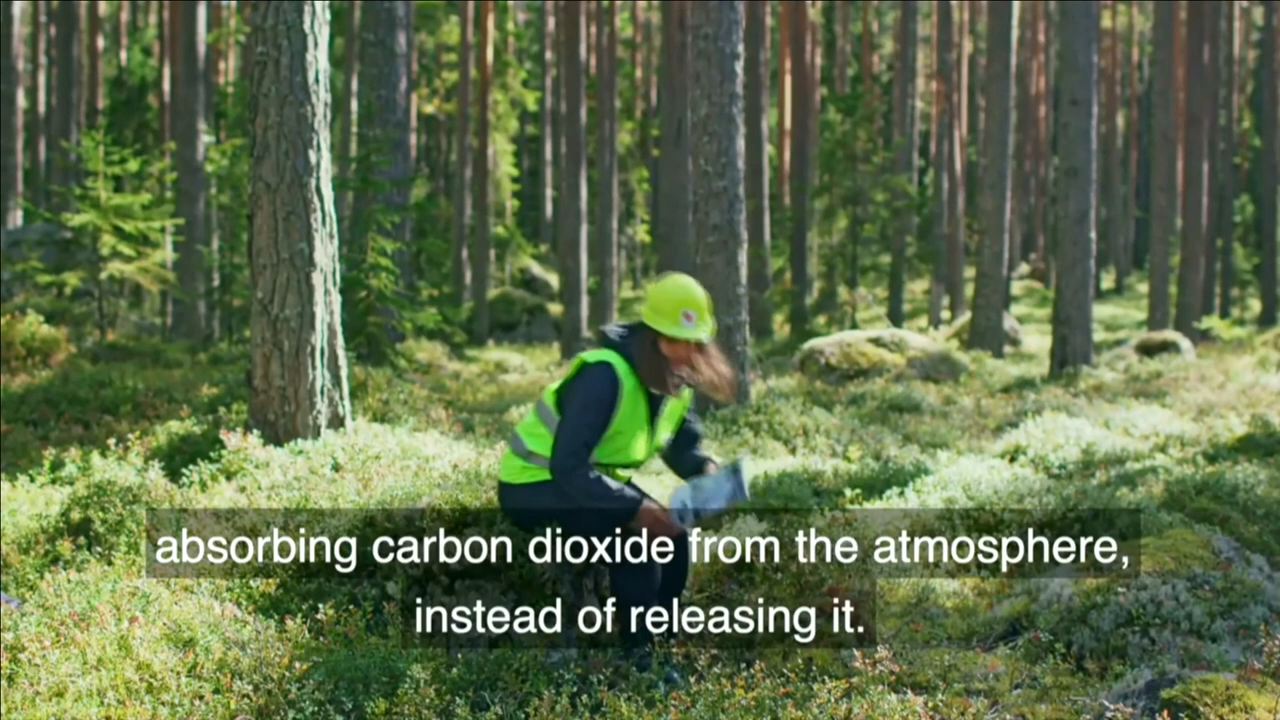 absorbing carbon dioxide from the atmosphere,
instead of releasing it.